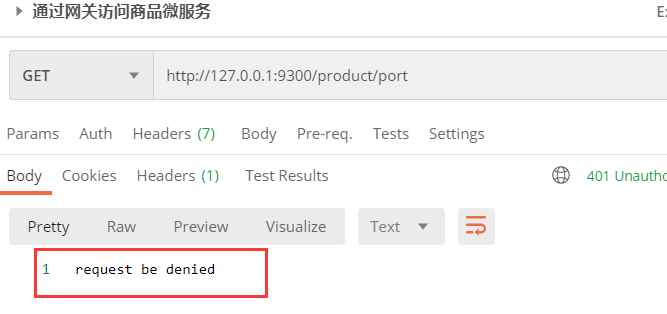 通过网关访问商品微服务
GET http://127.0.0.1:9300/product/port
Params Auth Headers (7) Body Pre-req. Tests Settings
Body Cookies Headers (1) Test Results 401 Unautho
Pretty Raw Preview Visualize Text
1 request be denied